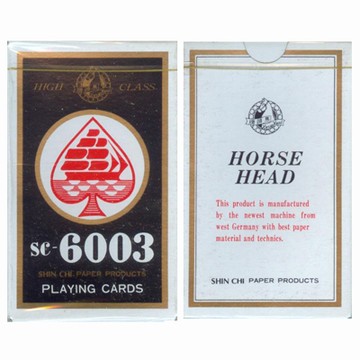 HIGH CLASS
sc-6003
SHIN CHI PAPER PRODUCTS
PLAYING CARDS
HORSE
HEAD
This product is manufactured
by the newest machine from
west Germany with best paper
material and technics.
SHIN CHI PAPER PRODUCTS